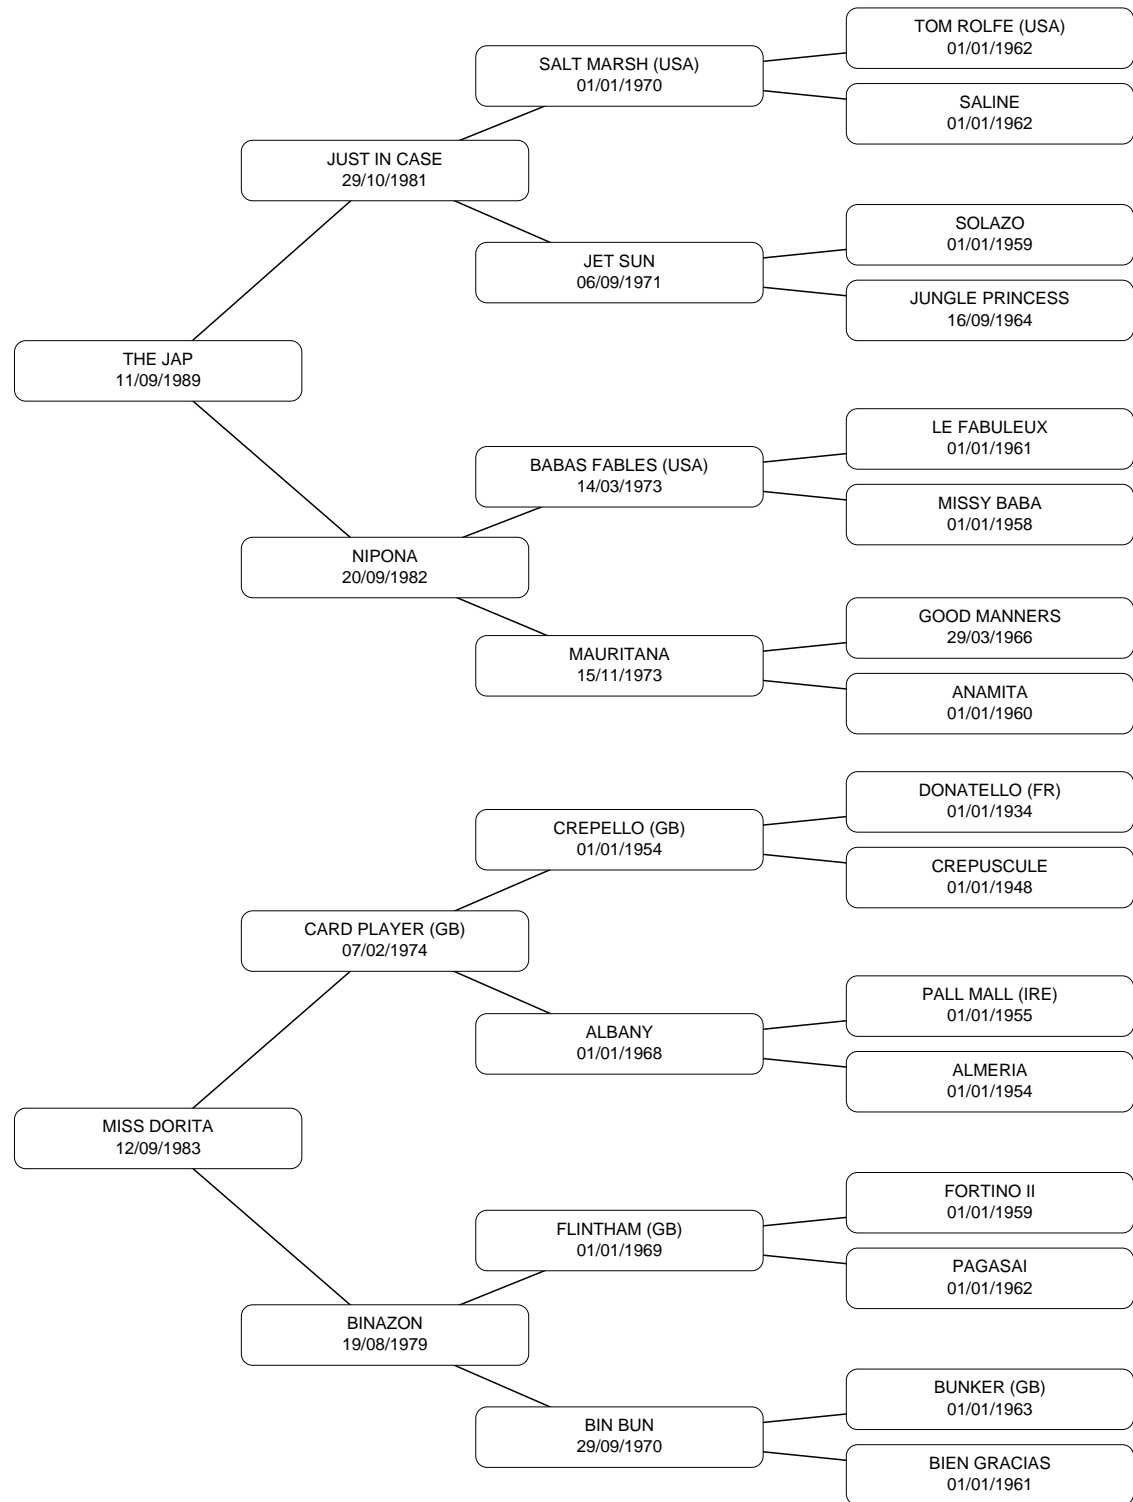 TOM ROLFE (USA)
01/01/1962
SALT MARSH (USA)
01/01/1970
SALINE
01/01/1962
JUST IN CASE
29/10/1981
SOLAZO
01/01/1959
JET SUN
06/09/1971
JUNGLE PRINCESS
16/09/1964
THE JAP
11/09/1989
LE FABULEUX
01/01/1961
BABAS FABLES (USA)
14/03/1973
MISSY BABA
01/01/1958
NIPONA
20/09/1982
GOOD MANNERS
29/03/1966
MAURITANA
15/11/1973
ANAMITA
01/01/1960
DONATELLO (FR)
01/01/1934
CREPELLO (GB)
01/01/1954
CREPUSCULE
01/01/1948
CARD PLAYER (GB)
07/02/1974
PALL MALL (IRE)
01/01/1955
ALBANY
01/01/1968
ALMERIA
01/01/1954
MISS DORITA
12/09/1983
FORTINO II
01/01/1959
FLINTHAM (GB)
01/01/1969
PAGASAI
01/01/1962
BINAZON
19/08/1979
BUNKER (GB)
01/01/1963
BIN BUN
29/09/1970
BIEN GRACIAS
01/01/1961